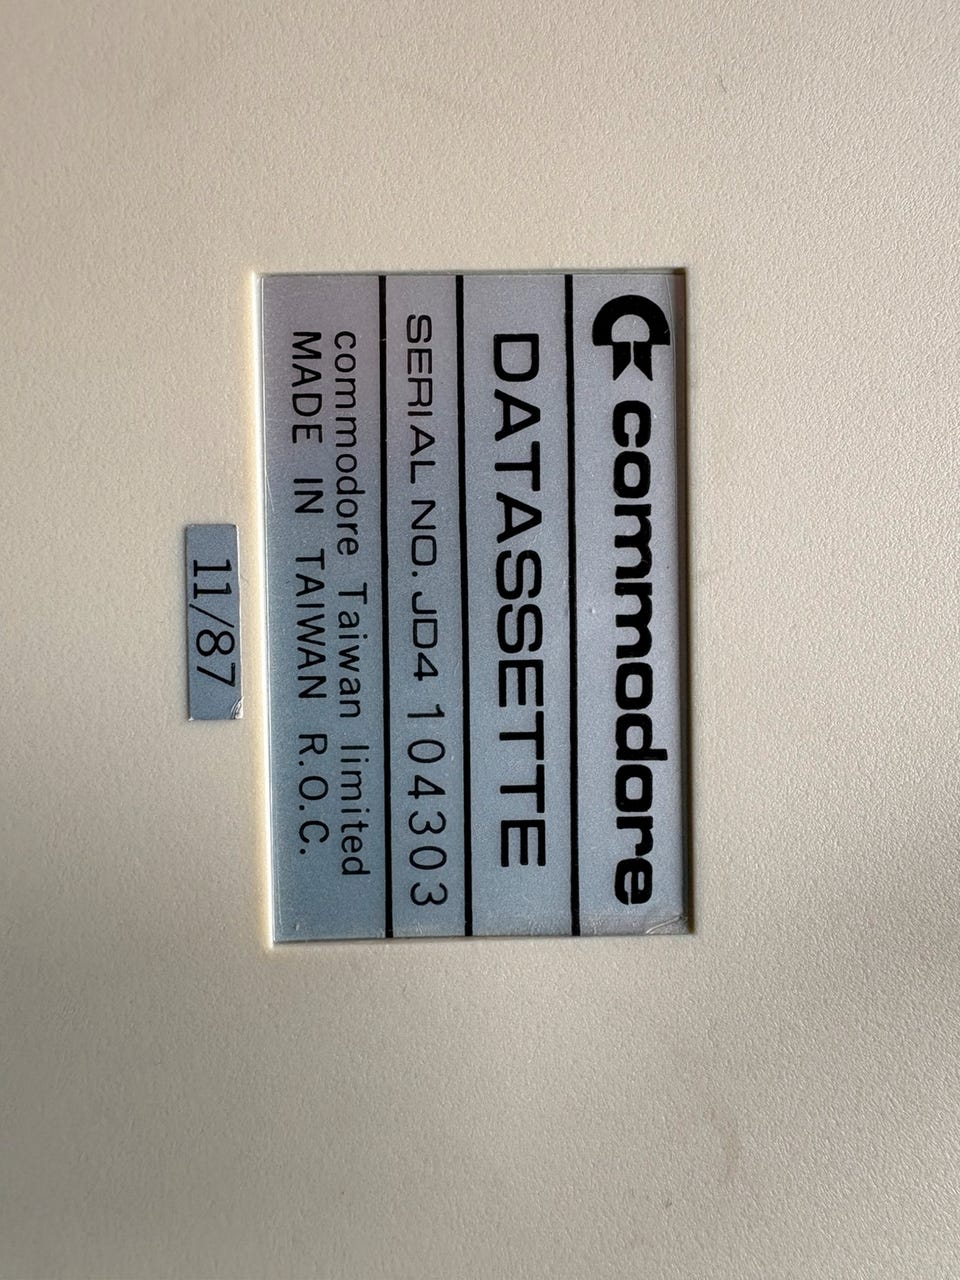 commodore
DATASSETTE
SERIAL NO. JD4 104303
commodore Taiwan limited
MADE IN TAIWAN R.O.C.
11/87